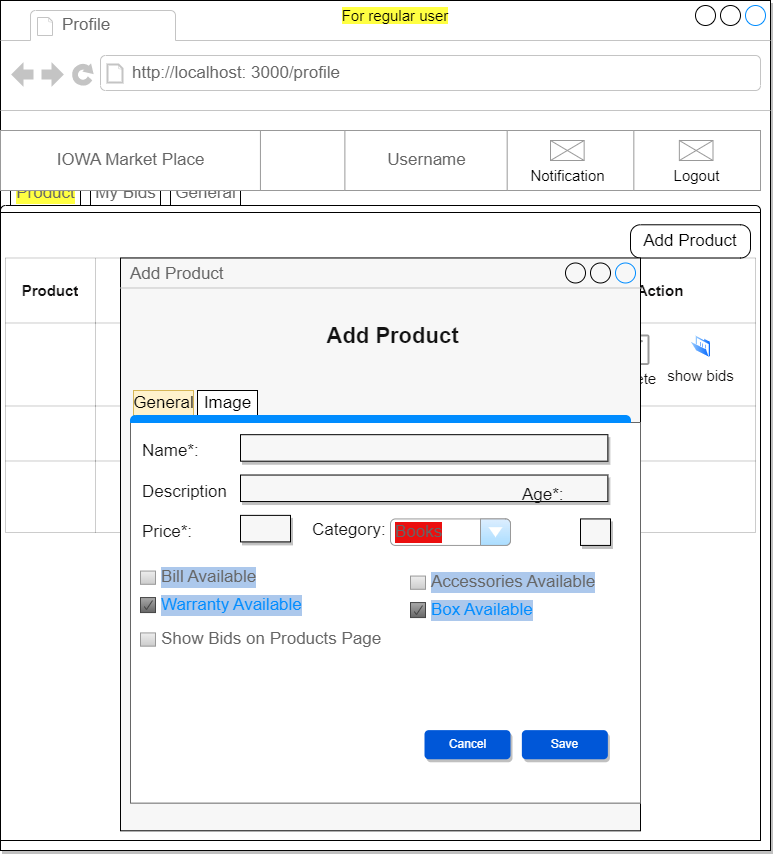 For regular user
Profile
http://localhost: 3000/profile
IOWA Market Place
Username
Notification
Logout
Product
My Bids
General
Add Product
Product
Action
show bids
Add Product
Add Product
General
Image
Name*:
Description
Age*:
Price*:
Category:
Books
Bill Available
Accessories Available
Warranty Available
Box Available
Show Bids on Products Page
Cancel
Save